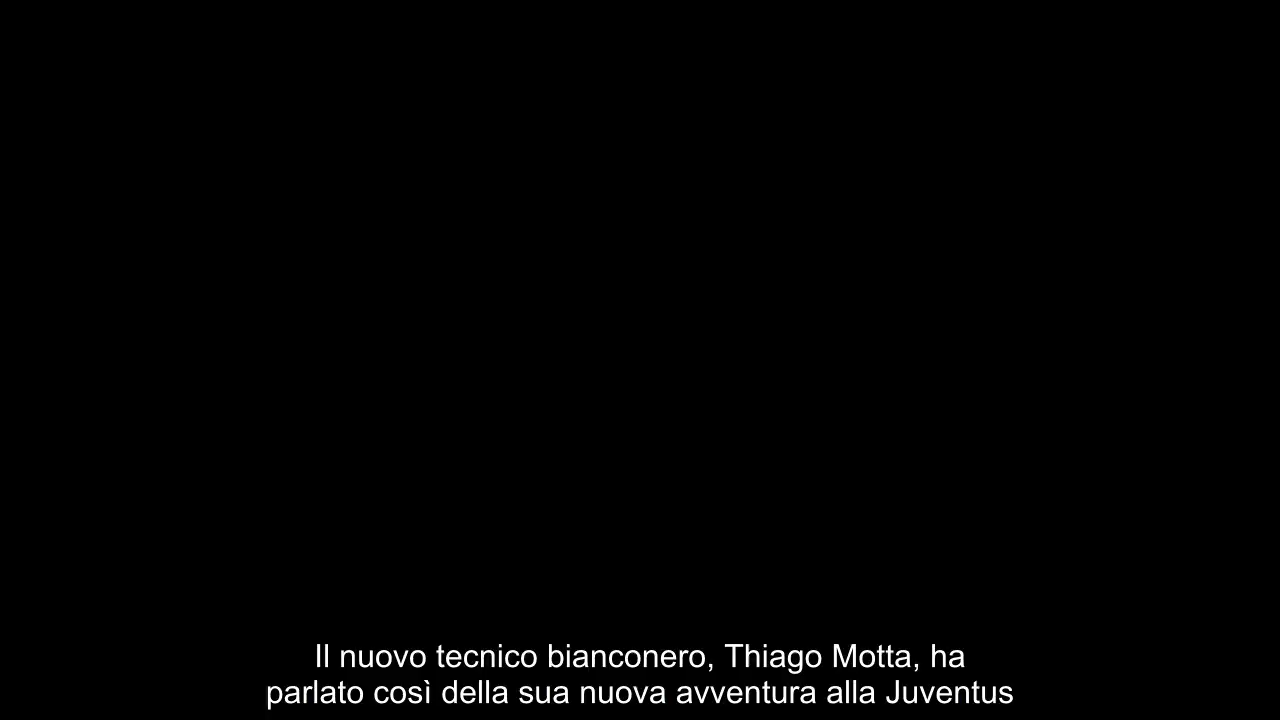 Il nuovo tecnico bianconero, Thiago Motta, ha
parlato così della sua nuova avventura alla Juventus